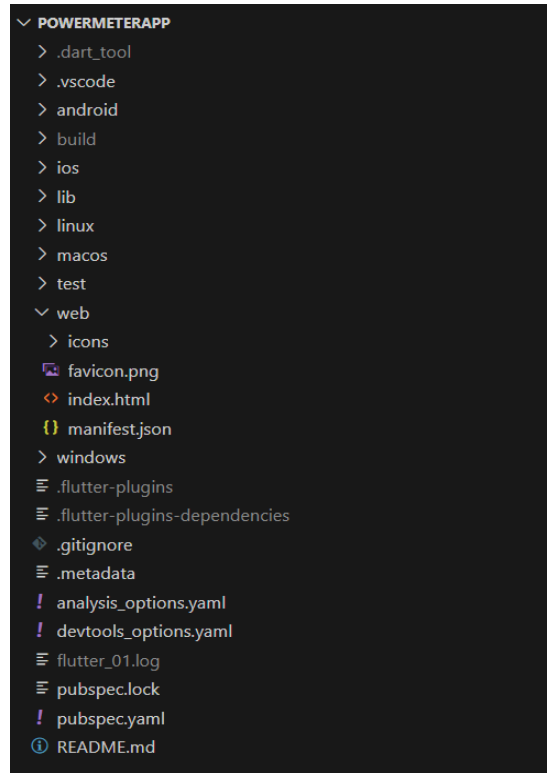 POWERMETERAPP
.dart_tool
.vscode
android
build
ios
lib
linux
macos
test
web
icons
favicon.png
index.html
manifest.json
windows
.flutter-plugins
.flutter-plugins-dependencies
.gitignore
.metadata
analysis_options.yaml
devtools_options.yaml
flutter_01.log
pubspec.lock
pubspec.yaml
README.md